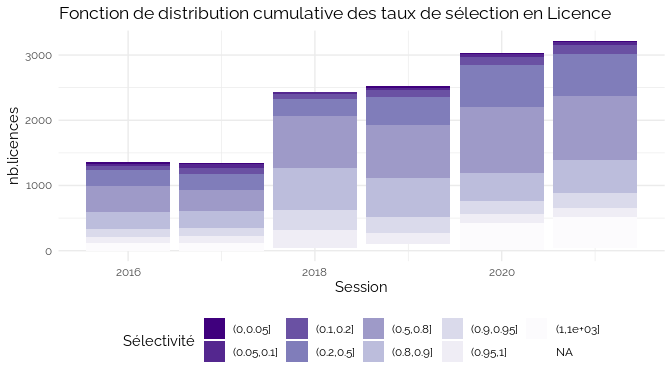 Fonction de distribution cumulative des taux de sélection en Licence
nb.licences
3000
2000
1000
0
2016
2018
2020
Session
Sélectivité
(0,0.05]
(0.1,0.2]
(0.5,0.8]
(0.9,0.95]
(1,1e+03]
(0.05,0.1]
(0.2,0.5]
(0.8,0.9]
(0.95,1]
NA